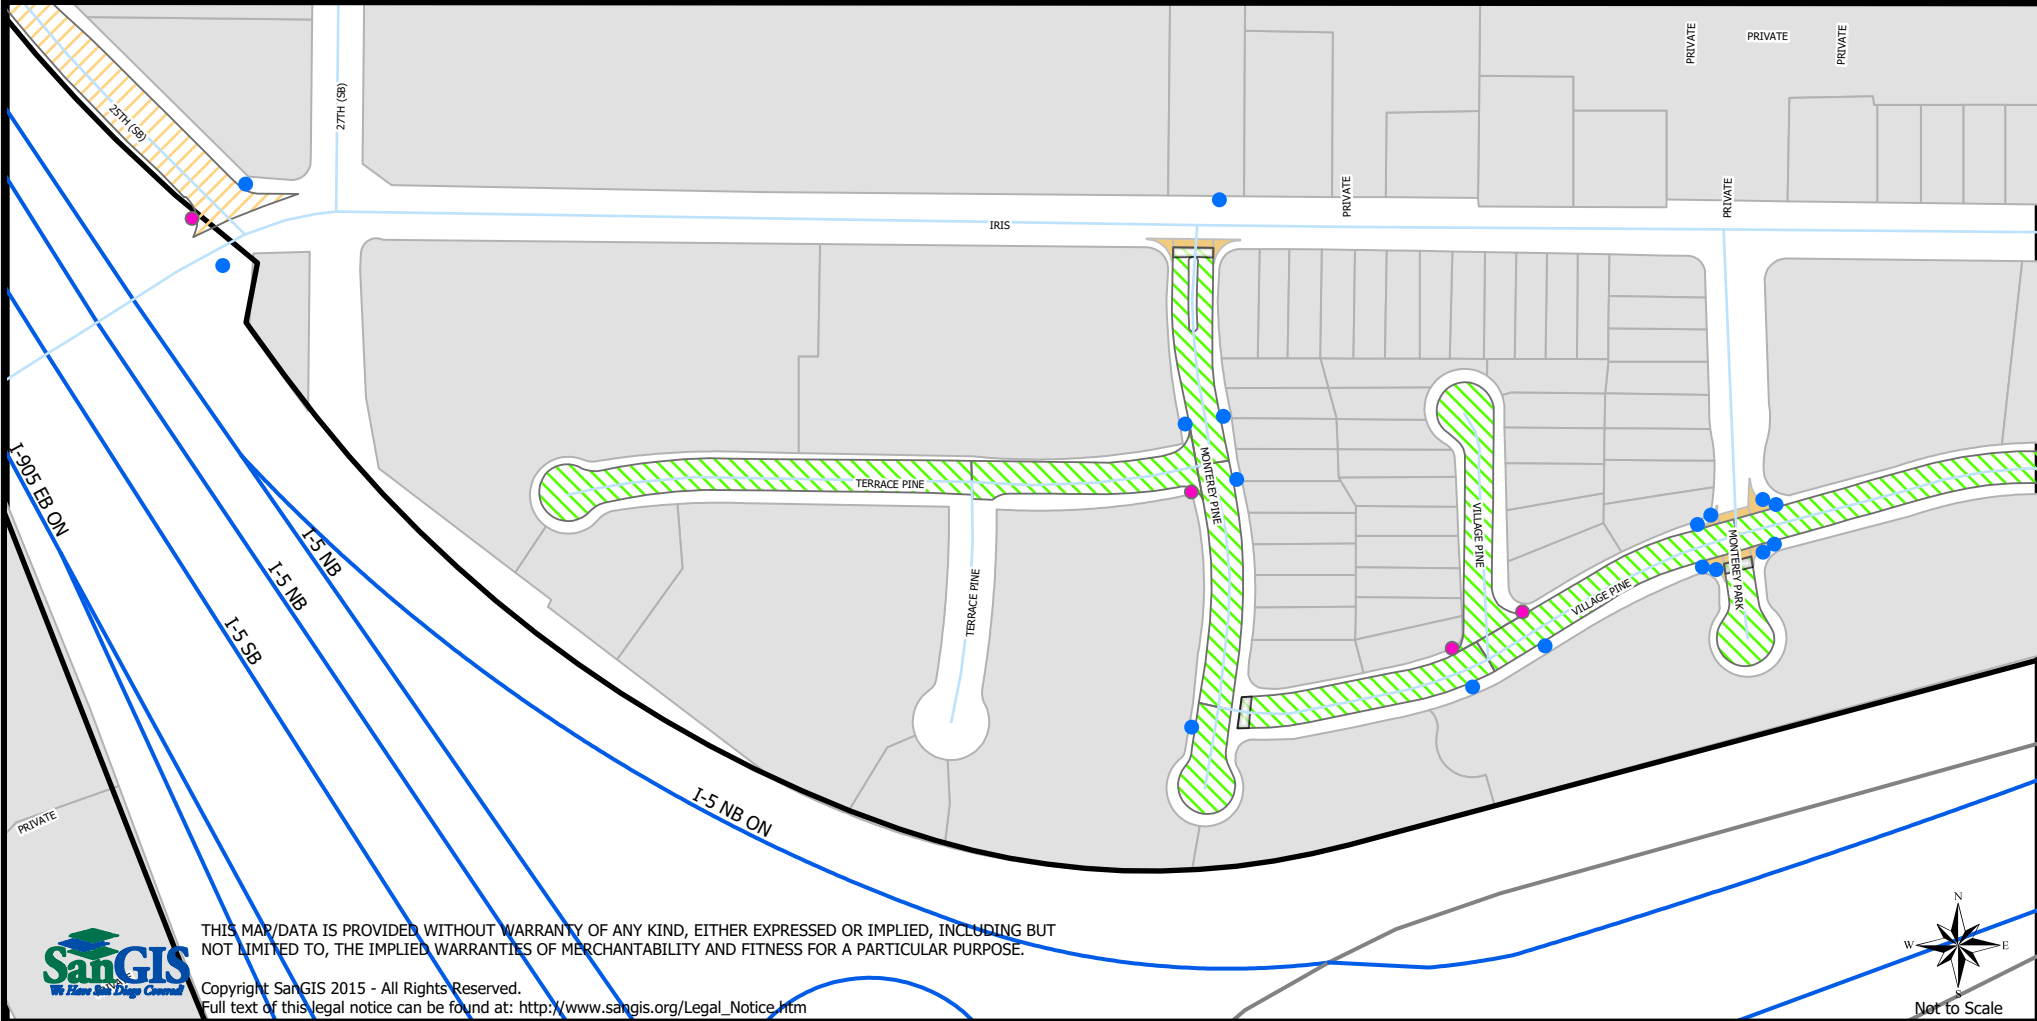 PRIVATE
PRIVATE
PRIVATE
25TH (SB)
27TH (SB)
PRIVATE
PRIVATE
IRIS
TERRACE PINE
MONTEREY PINE
VILLAGE PINE
I-905 EB ON
I-5 NB
I-5 NB
I-5 SB
TERRACE PINE
VILLAGE PINE
MONTEREY PARK
I-5 NB ON
PRIVATE
THIS MAP/DATA IS PROVIDED WITHOUT WARRANTY OF ANY KIND, EITHER EXPRESSED OR IMPLIED, INCLUDING BUT
NOT LIMITED TO, THE IMPLIED WARRANTIES OF MERCHANTABILITY AND FITNESS FOR A PARTICULAR PURPOSE.
SanGIS
We Have San Diego Covered!
Copyright SanGIS 2015 - All Rights Reserved.
Full text of this legal notice can be found at: http://www.sangis.org/Legal_Notice.htm
N
W
E
S
Not to Scale